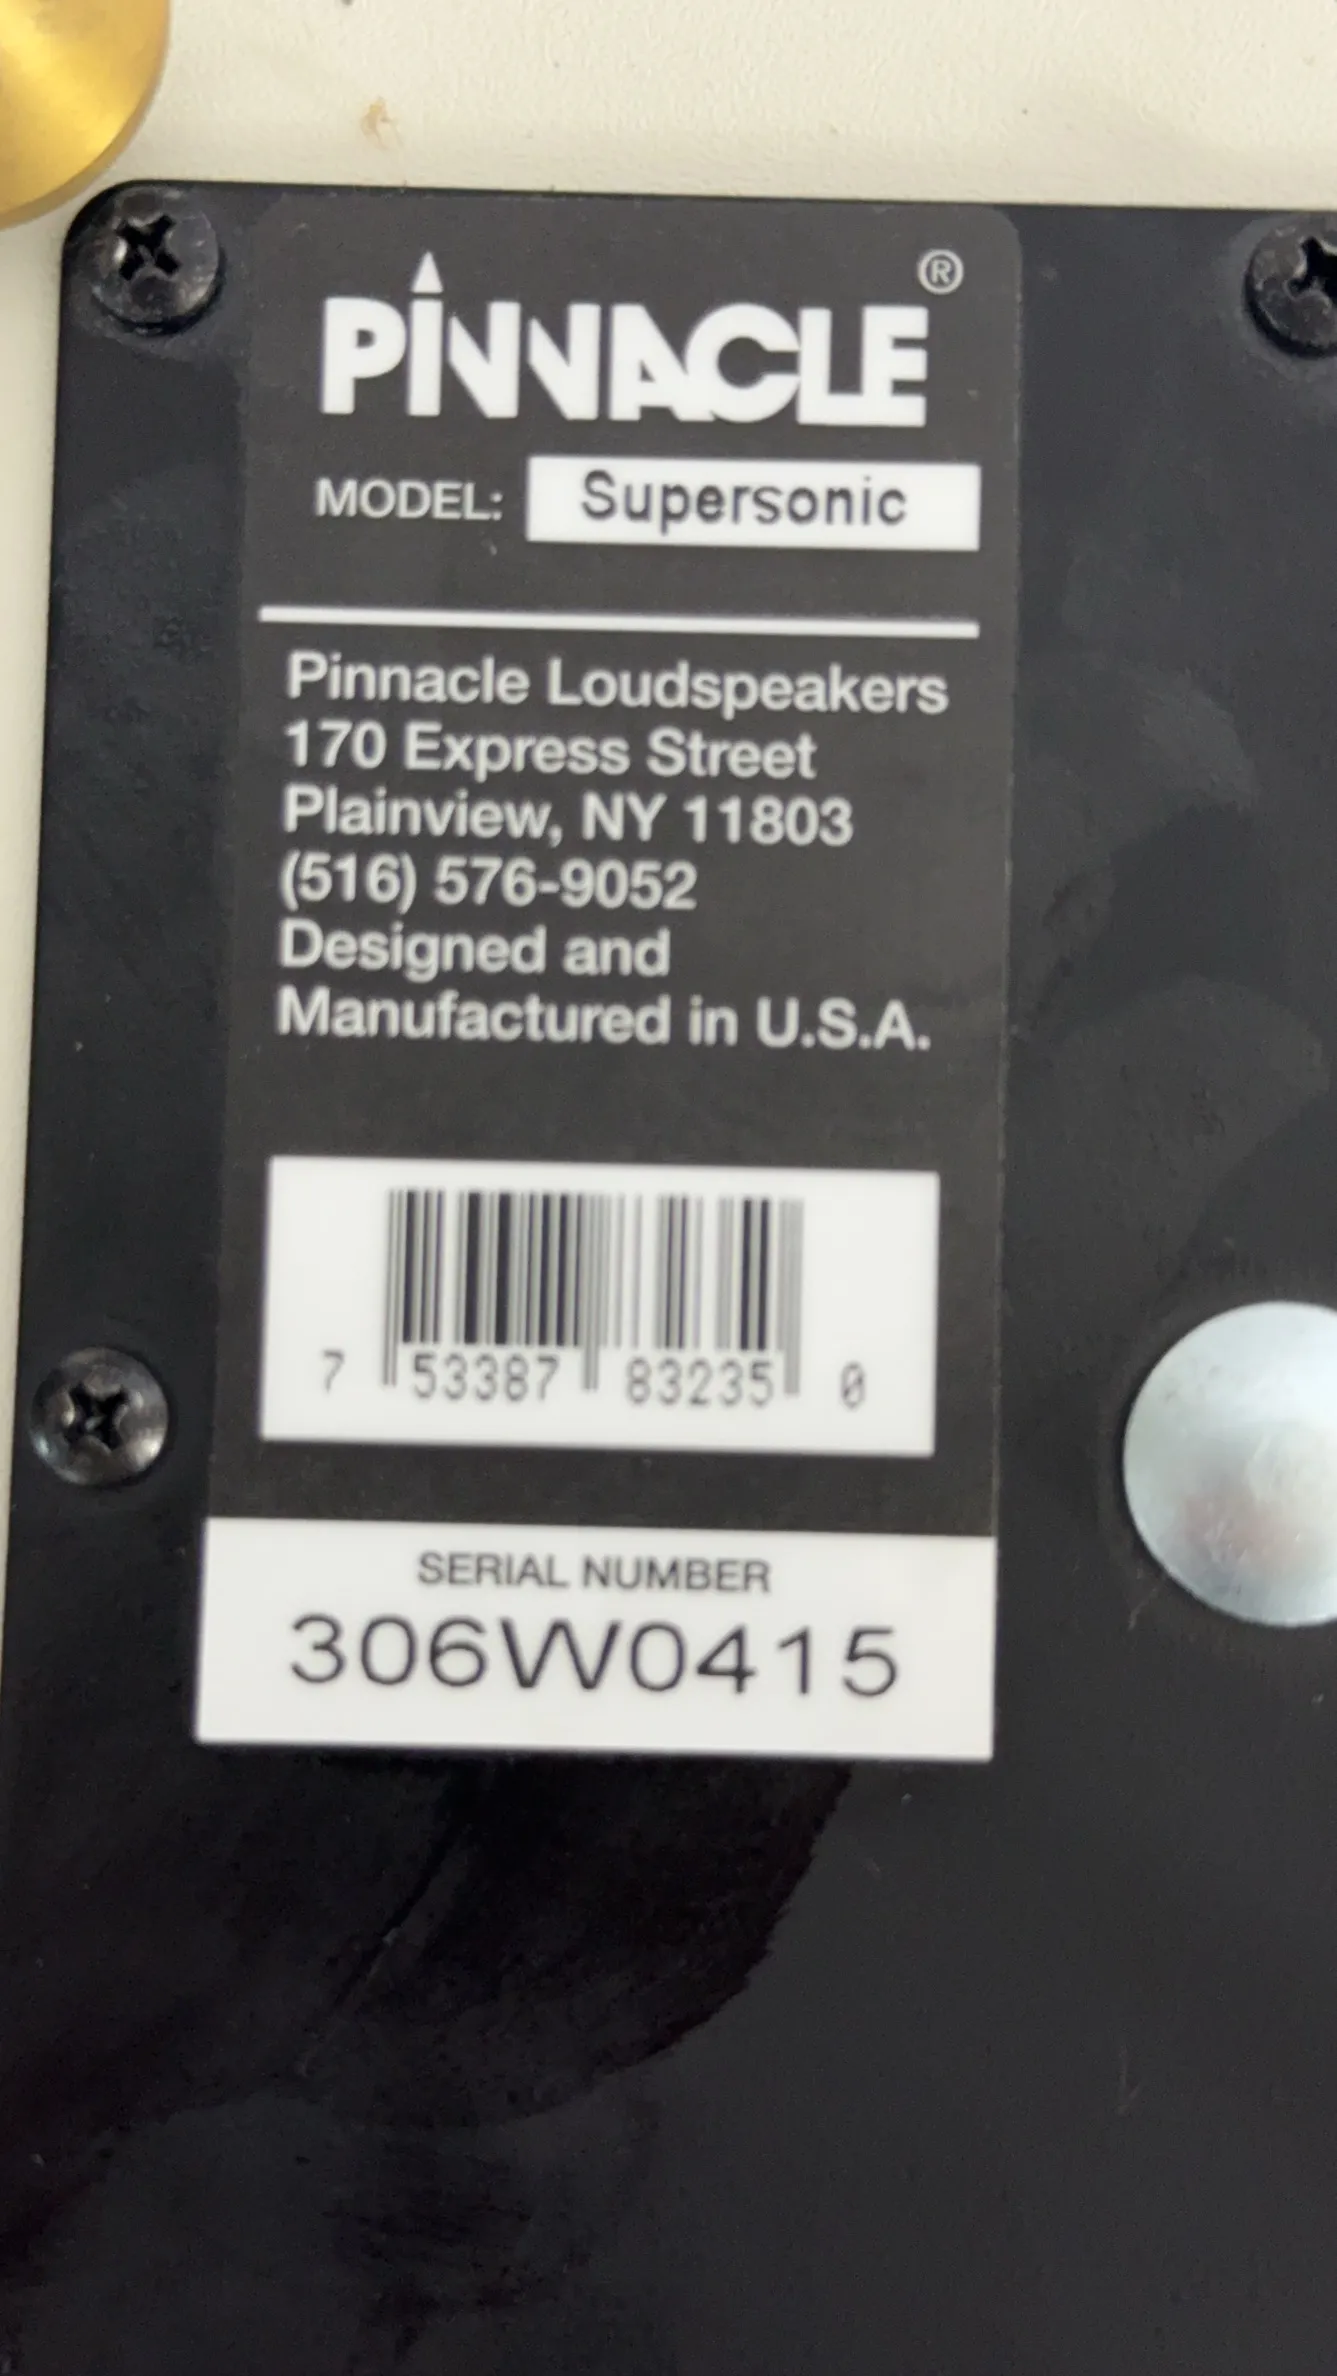 PINNACLE®
MODEL: Supersonic
Pinnacle Loudspeakers
170 Express Street
Plainview, NY 11803
(516) 576-9052
Designed and
Manufactured in U.S.A.
7 53387 83235 0
SERIAL NUMBER
306W0415